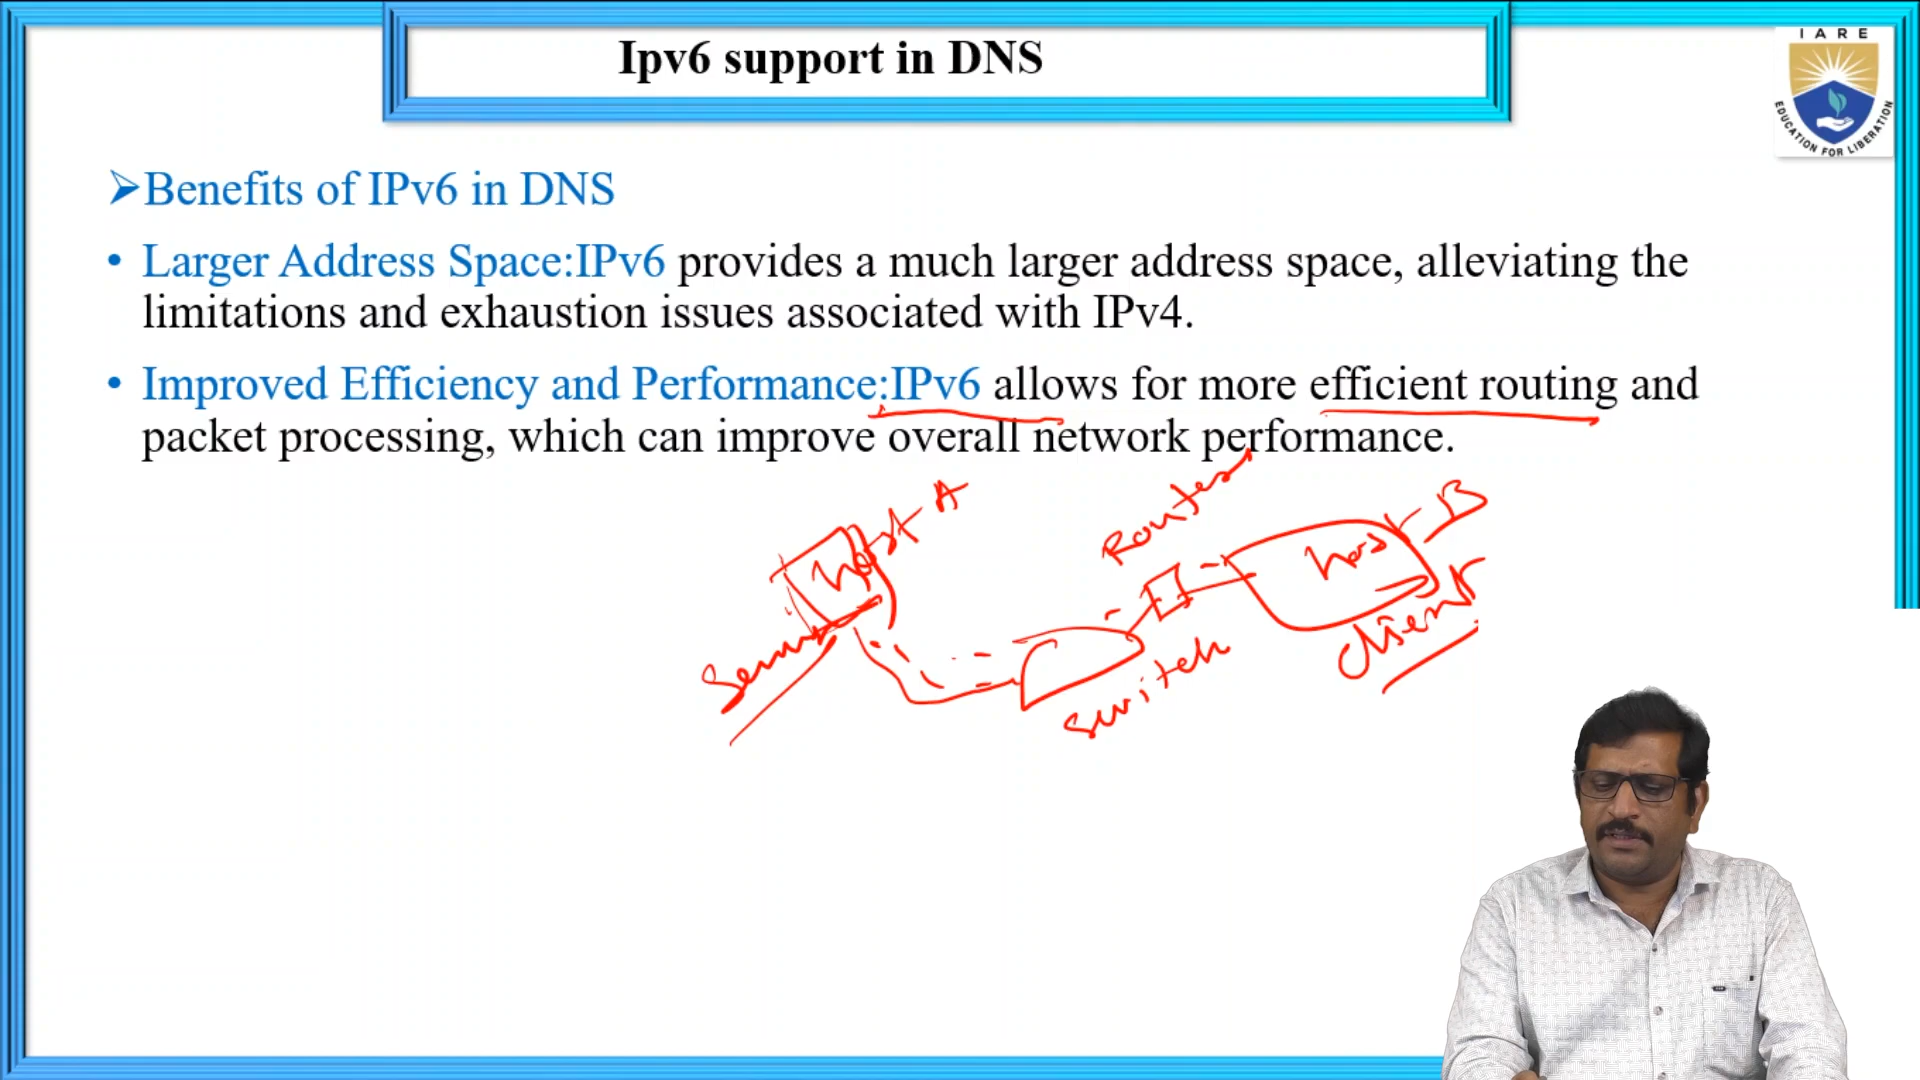 Ipv6 support in DNS
IARE
EDUCATION FOR LIBERATION
➢Benefits of IPv6 in DNS
• Larger Address Space:IPv6 provides a much larger address space, alleviating the
limitations and exhaustion issues associated with IPv4.
• Improved Efficiency and Performance:IPv6 allows for more efficient routing and
packet processing, which can improve overall network performance.
Host A
Router
Host B
Client
Switch